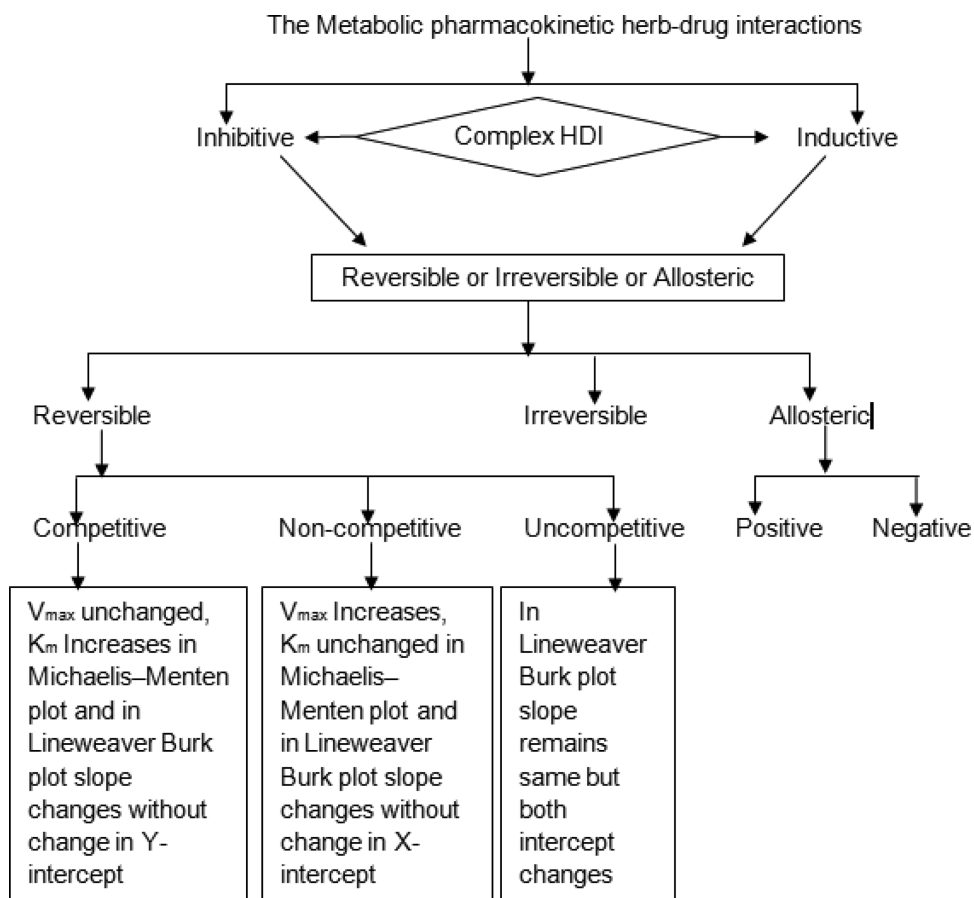 The Metabolic pharmacokinetic herb-drug interactions
Inhibitive
Complex HDI
Inductive
Reversible or Irreversible or Allosteric
Reversible
Irreversible
Allosteric
Competitive
Non-competitive
Uncompetitive
Positive
Negative
Vmax unchanged,
Km Increases in
Michaelis–Menten
plot and in
Lineweaver Burk
plot slope
changes without
change in Y-
intercept
Vmax Increases,
Km unchanged in
Michaelis–
Menten plot and
in Lineweaver
Burk plot slope
changes without
change in X-
intercept
In
Lineweaver
Burk plot
slope
remains
same but
both
intercept
changes